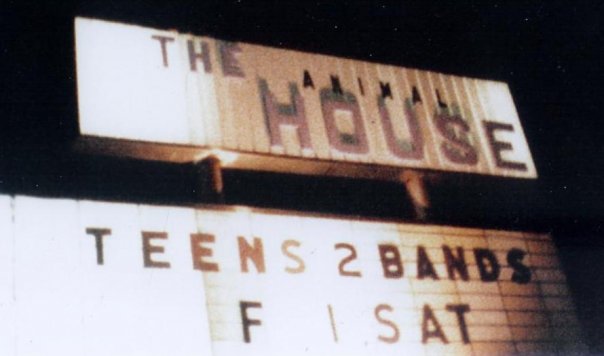 THE ANIMAL
HOUSE
TEENS 2 BANDS
F I SAT